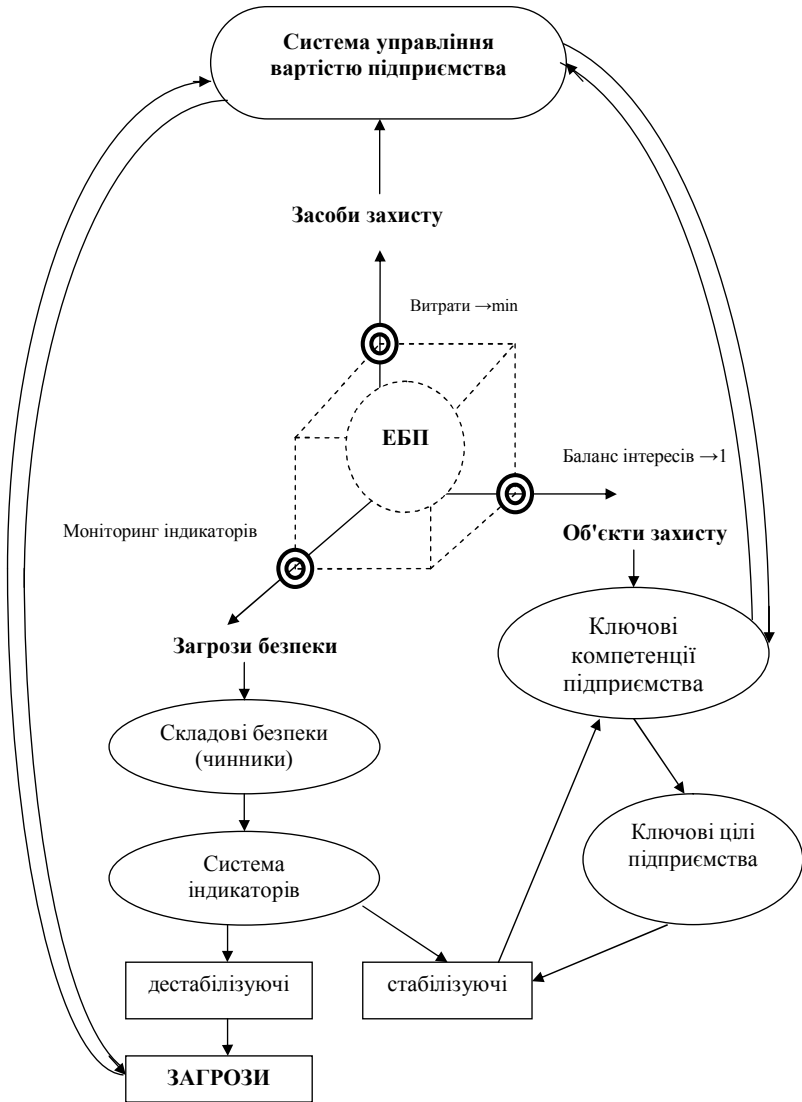 Система управління
вартістю підприємства
Засоби захисту
Витрати →min
ЕБП
Баланс інтересів →1
Моніторинг індикаторів
Об'єкти захисту
Загрози безпеки
Ключові
компетенції
підприємства
Складові безпеки
(чинники)
Ключові цілі
підприємства
Система
індикаторів
дестабілізуючі
стабілізуючі
ЗАГРОЗИ